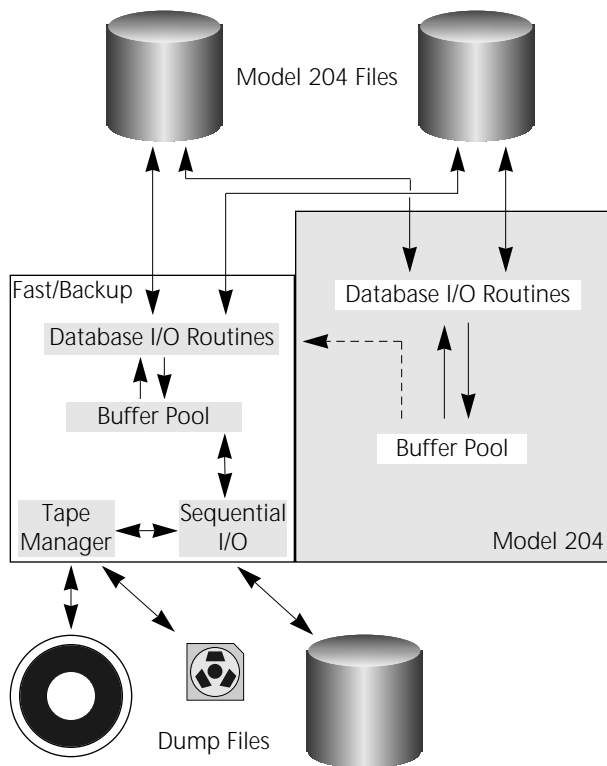 Model 204 Files
Fast/Backup
Database I/O Routines
Database I/O Routines
Buffer Pool
Buffer Pool
Tape
Manager
Sequential
I/O
Model 204
Dump Files